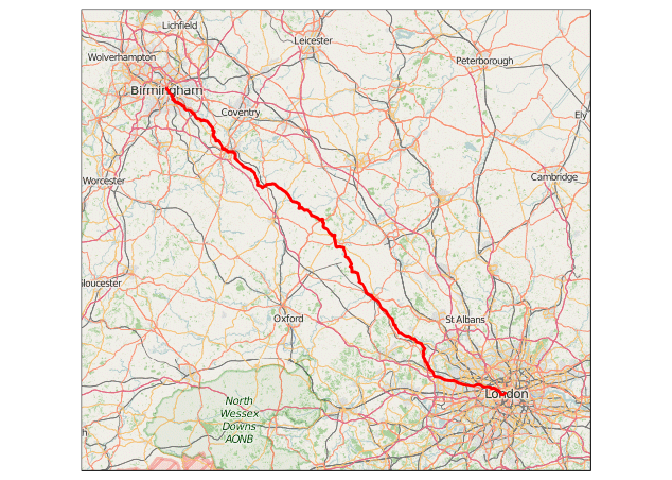 Lichfield
Leicester
Wolverhampton
Peterborough
Birmingham
Coventry
Ely
Worcester
Cambridge
Gloucester
Oxford
St Albans
London
North
Wessex
Downs
AONB
h